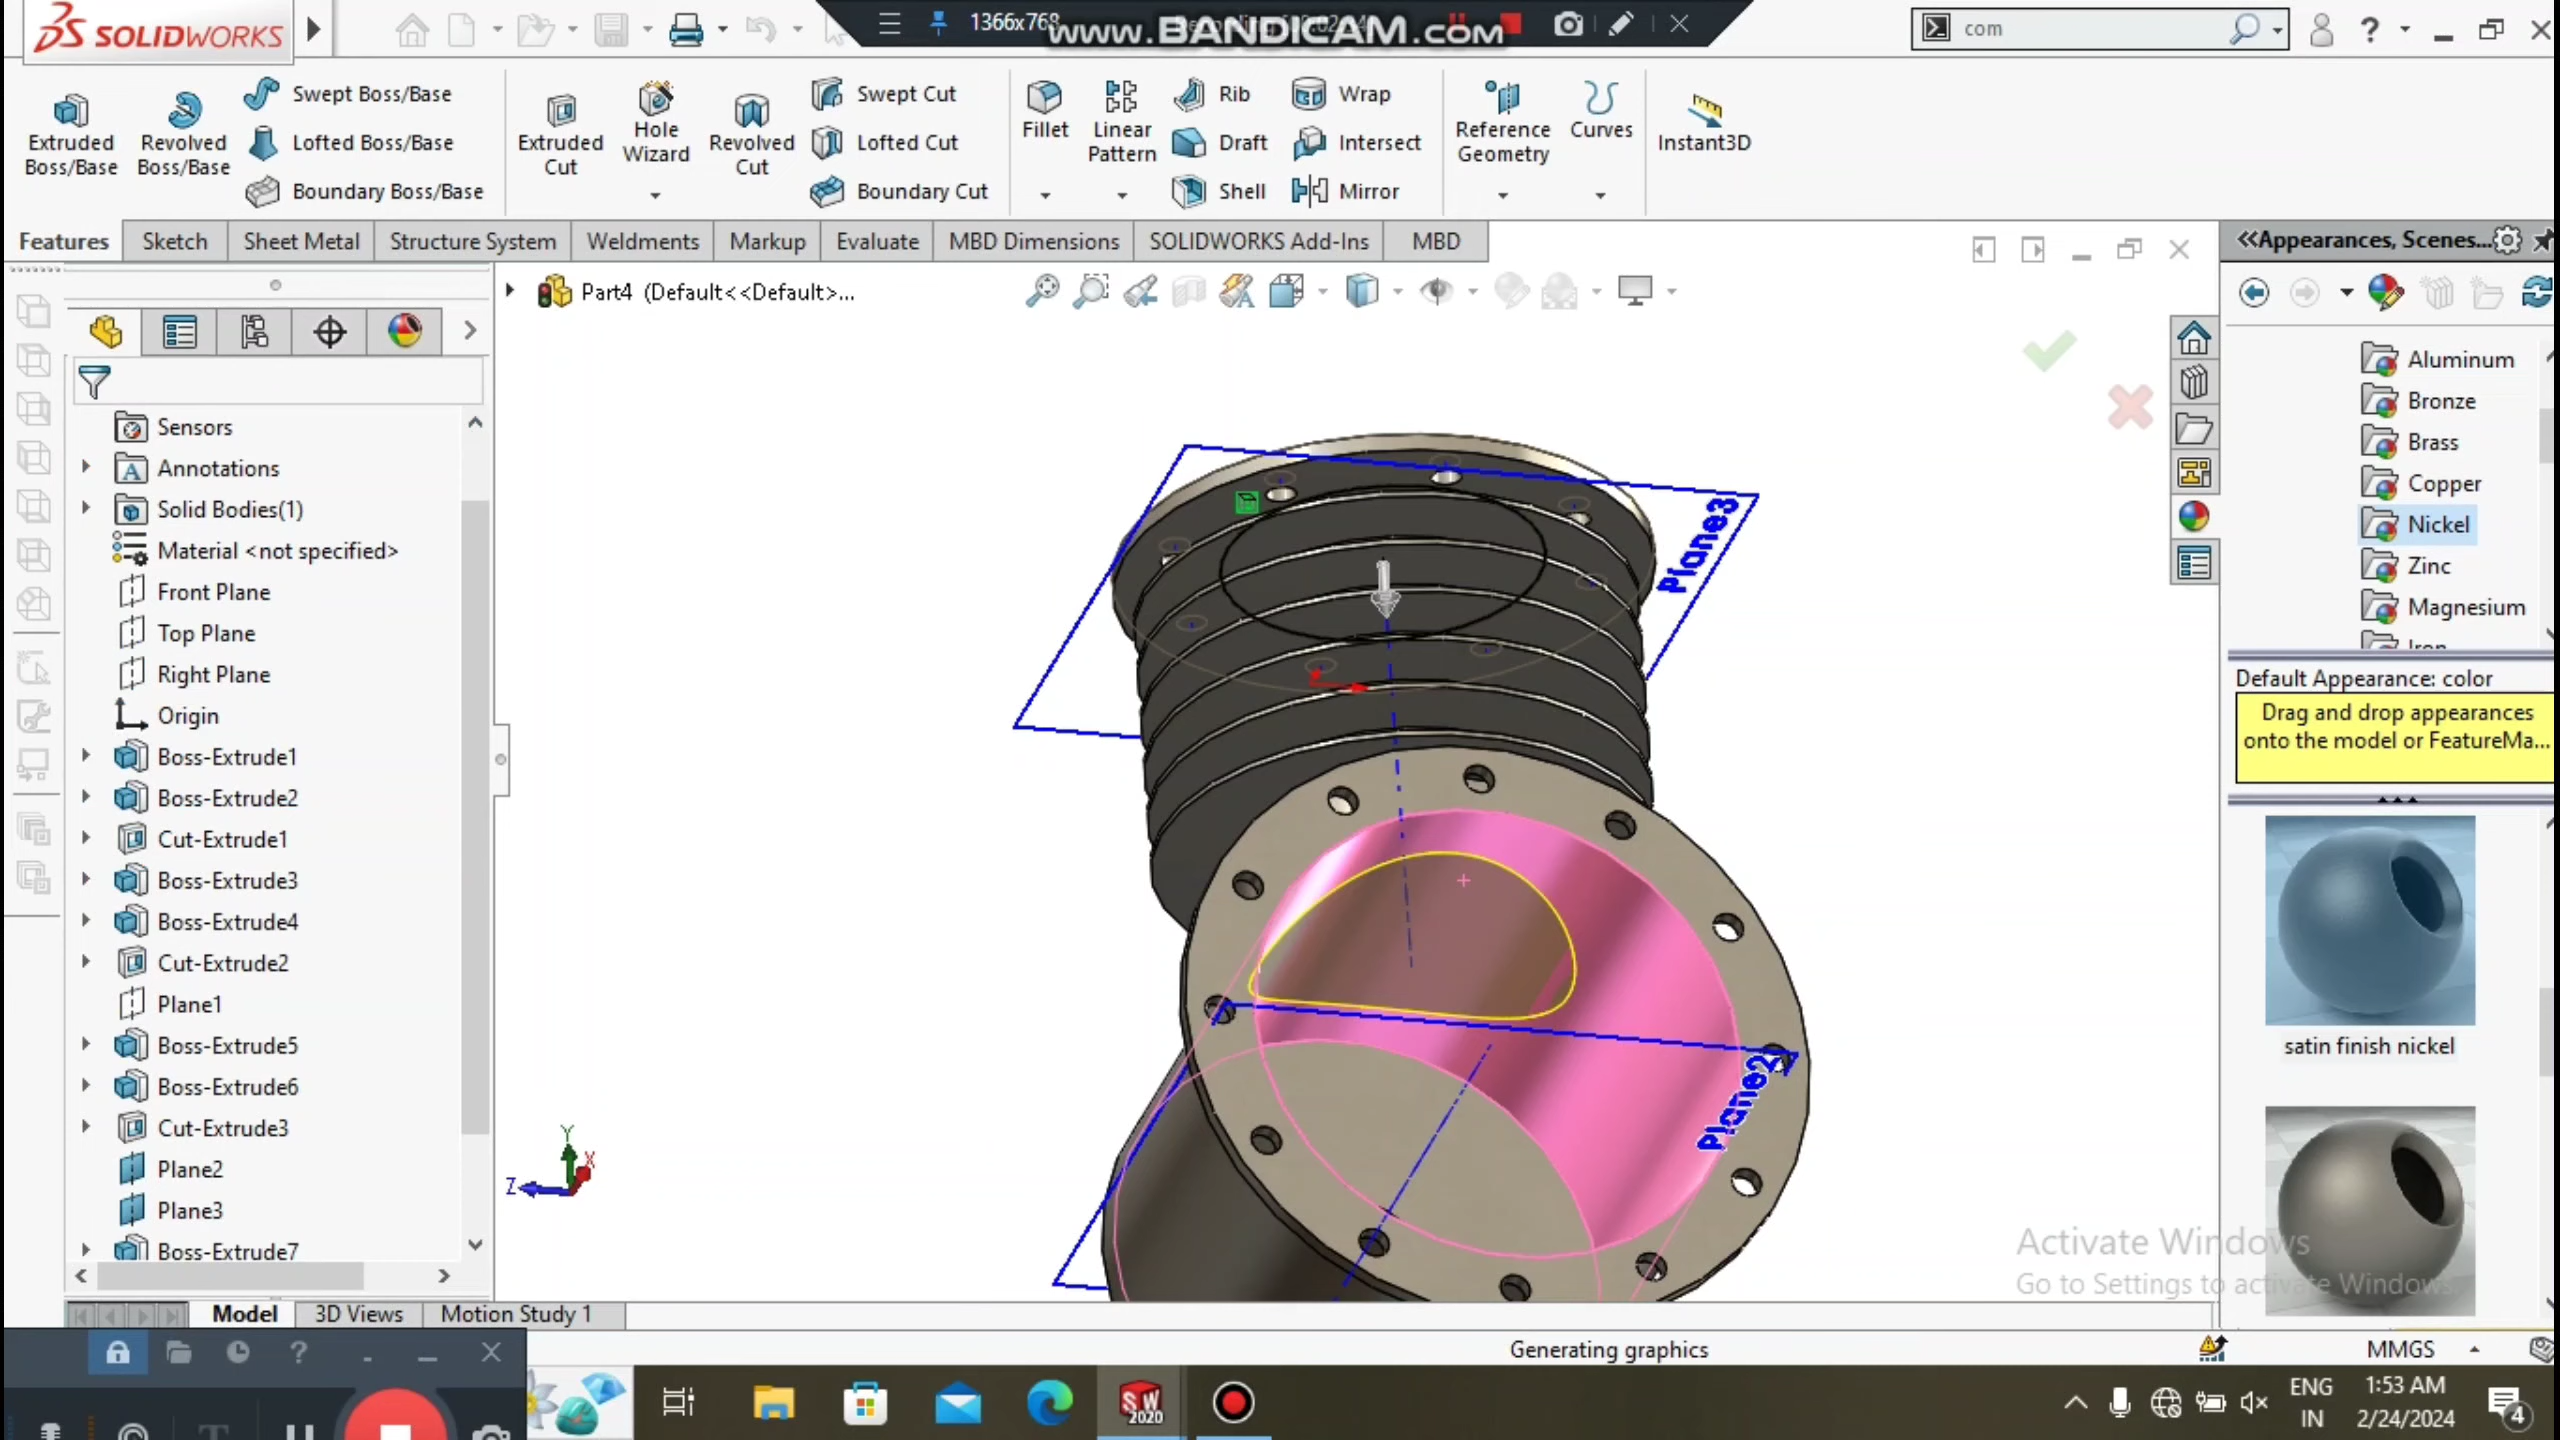 SOLIDWORKS
1366x768
www.BANDICAM.com
com
Extruded Boss/Base
Revolved Boss/Base
Swept Boss/Base
Lofted Boss/Base
Boundary Boss/Base
Extruded Cut
Hole Wizard
Revolved Cut
Swept Cut
Lofted Cut
Boundary Cut
Fillet
Linear Pattern
Rib
Draft
Shell
Wrap
Intersect
Mirror
Reference Geometry
Curves
Instant3D
Features
Sketch
Sheet Metal
Structure System
Weldments
Markup
Evaluate
MBD Dimensions
SOLIDWORKS Add-Ins
MBD
Part4 (Default<<Default>...
Sensors
Annotations
Solid Bodies(1)
Material <not specified>
Front Plane
Top Plane
Right Plane
Origin
Boss-Extrude1
Boss-Extrude2
Cut-Extrude1
Boss-Extrude3
Boss-Extrude4
Cut-Extrude2
Plane1
Boss-Extrude5
Boss-Extrude6
Cut-Extrude3
Plane2
Plane3
Boss-Extrude7
Plane3
Plane2
Y
X
Z
Appearances, Scenes...
Aluminum
Bronze
Brass
Copper
Nickel
Zinc
Magnesium
Iron
Default Appearance: color
Drag and drop appearances
onto the model or FeatureMa...
satin finish nickel
Activate Windows
Go to Settings to activate Windows.
Model
3D Views
Motion Study 1
Generating graphics
MMGS
SW
2020
ENG
IN
1:53 AM
2/24/2024
4